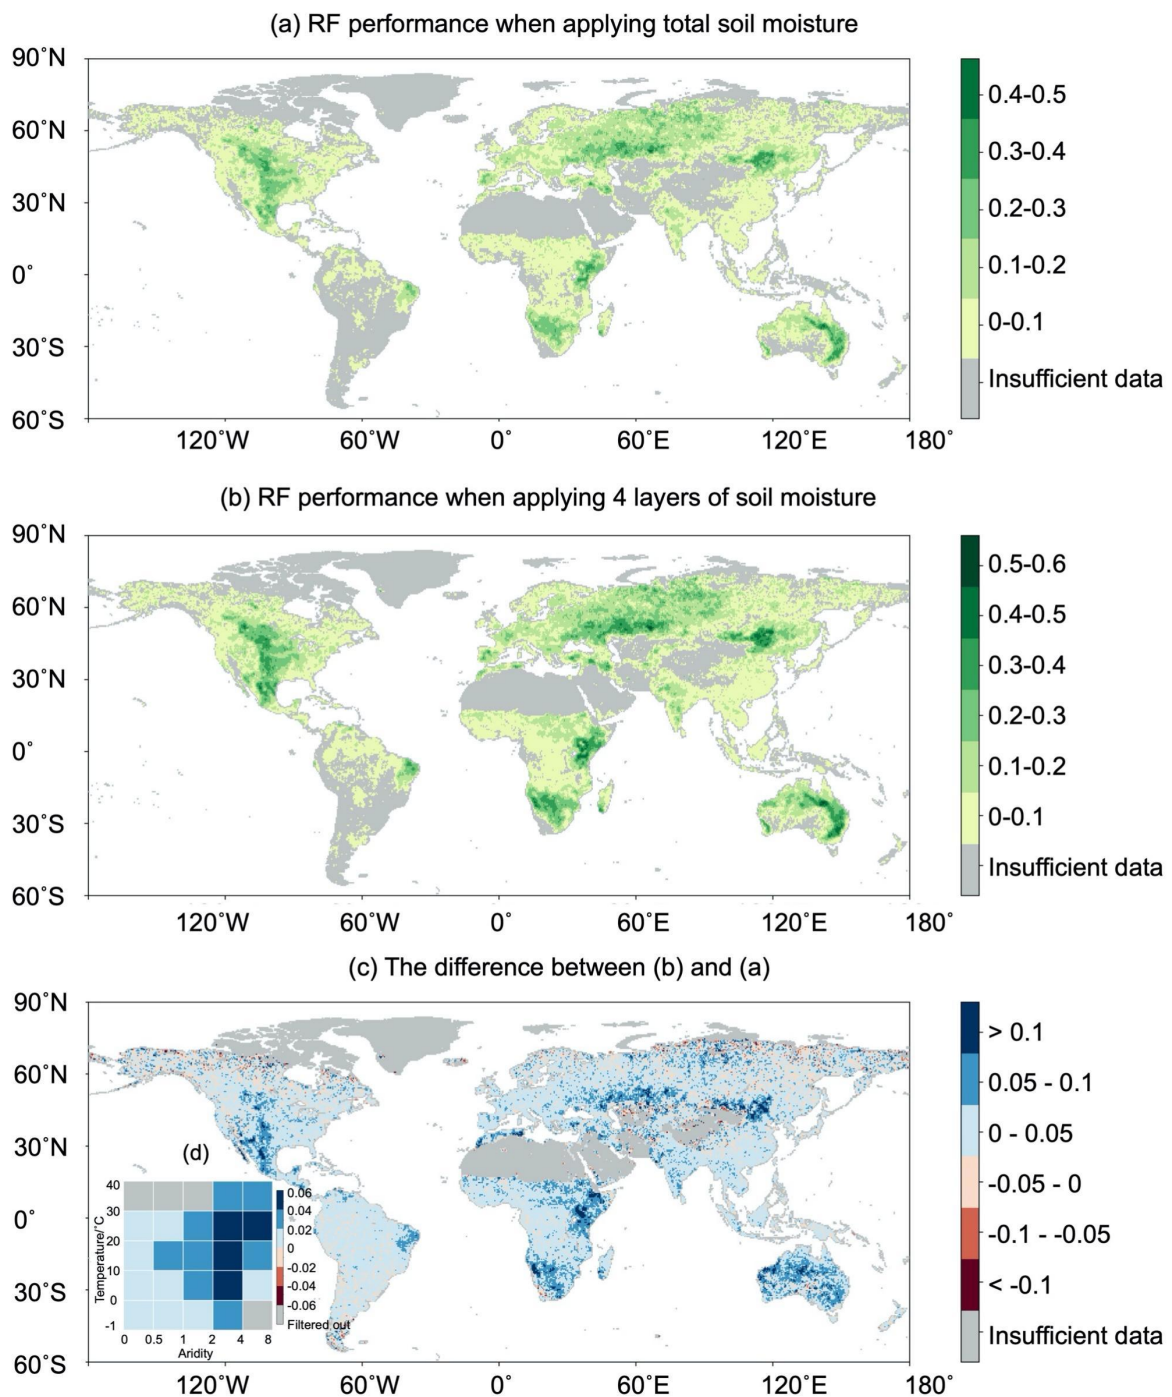 (a) RF performance when applying total soil moisture
90˚N
60˚N
30˚N
0˚
30˚S
60˚S
120˚W 60˚W 0˚ 60˚E 120˚E 180˚
0.4-0.5
0.3-0.4
0.2-0.3
0.1-0.2
0-0.1
Insufficient data
(b) RF performance when applying 4 layers of soil moisture
90˚N
60˚N
30˚N
0˚
30˚S
60˚S
120˚W 60˚W 0˚ 60˚E 120˚E 180˚
0.5-0.6
0.4-0.5
0.3-0.4
0.2-0.3
0.1-0.2
0-0.1
Insufficient data
(c) The difference between (b) and (a)
90˚N
60˚N
30˚N
0˚
30˚S
60˚S
120˚W 60˚W 0˚ 60˚E 120˚E 180˚
> 0.1
0.05 - 0.1
0 - 0.05
-0.05 - 0
-0.1 - -0.05
< -0.1
Insufficient data
(d)
Temperature/˚C
40
30
20
10
0
-1
0 0.5 1 2 4 8
Aridity
0.06
0.04
0.02
0
-0.02
-0.04
-0.06
Filtered out